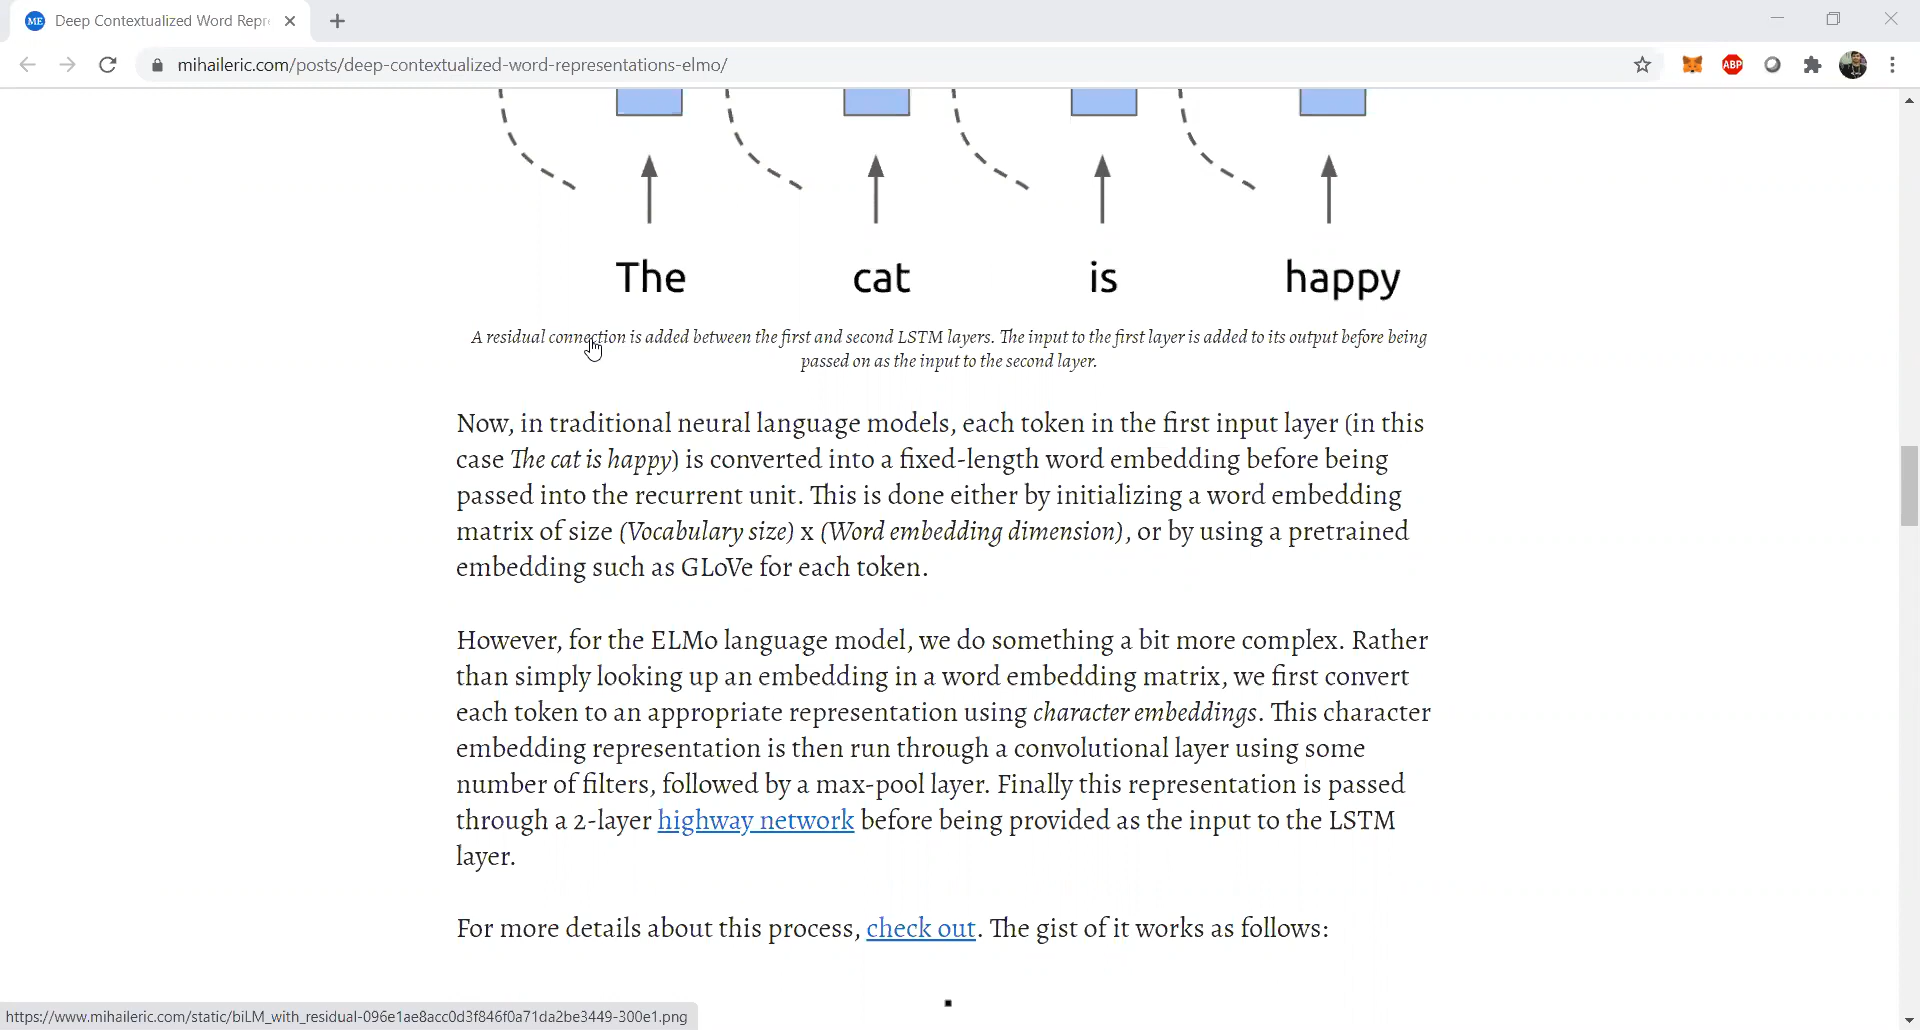 ME Deep Contextualized Word Repre
mihaileric.com/posts/deep-contextualized-word-representations-elmo/
ABP
The cat is happy
A residual connection is added between the first and second LSTM layers. The input to the first layer is added to its output before being
passed on as the input to the second layer.
Now, in traditional neural language models, each token in the first input layer (in this
case The cat is happy) is converted into a fixed-length word embedding before being
passed into the recurrent unit. This is done either by initializing a word embedding
matrix of size (Vocabulary size) x (Word embedding dimension), or by using a pretrained
embedding such as GLoVe for each token.
However, for the ELMo language model, we do something a bit more complex. Rather
than simply looking up an embedding in a word embedding matrix, we first convert
each token to an appropriate representation using character embeddings. This character
embedding representation is then run through a convolutional layer using some
number of filters, followed by a max-pool layer. Finally this representation is passed
through a 2-layer highway network before being provided as the input to the LSTM
layer.
For more details about this process, check out. The gist of it works as follows:
https://www.mihaileric.com/static/biLM_with_residual-096e1ae8acc0d3f846f0a71da2be3449-300e1.png